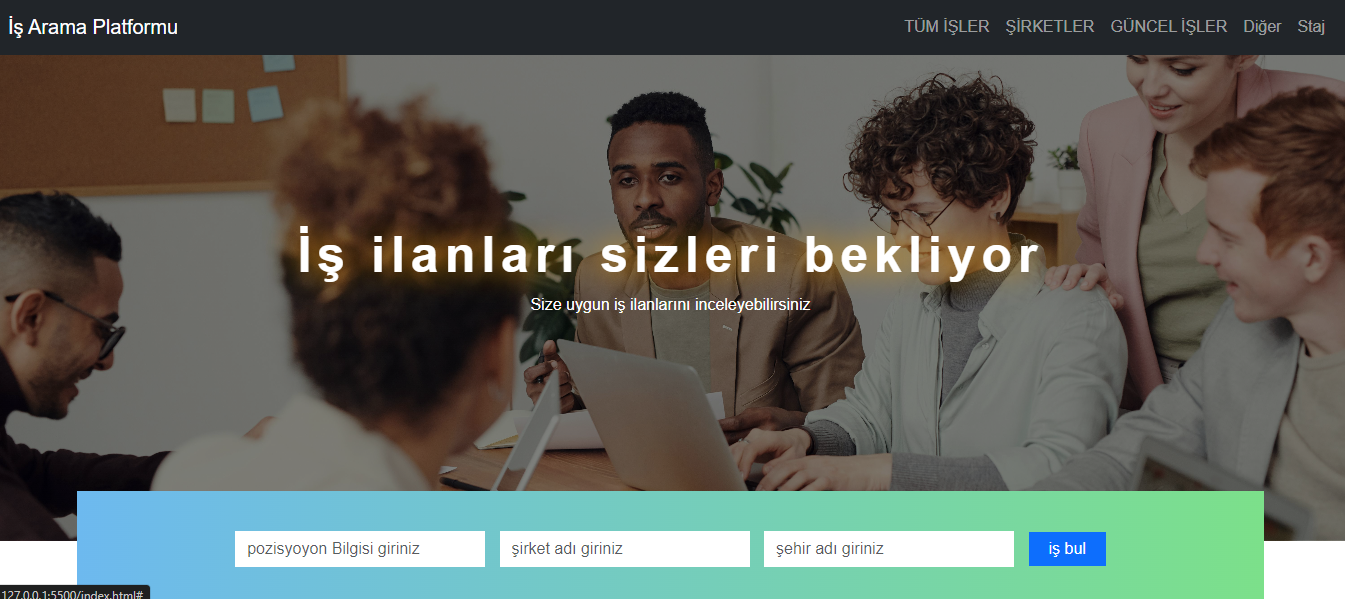 İş Arama Platformu
TÜM İŞLER ŞİRKETLER GÜNCEL İŞLER Diğer Staj
İş ilanları sizleri bekliyor
Size uygun iş ilanlarını inceleyebilirsiniz
pozisyoyon Bilgisi giriniz
şirket adı giriniz
şehir adı giriniz
iş bul
127.0.0.1:5500/index.html#